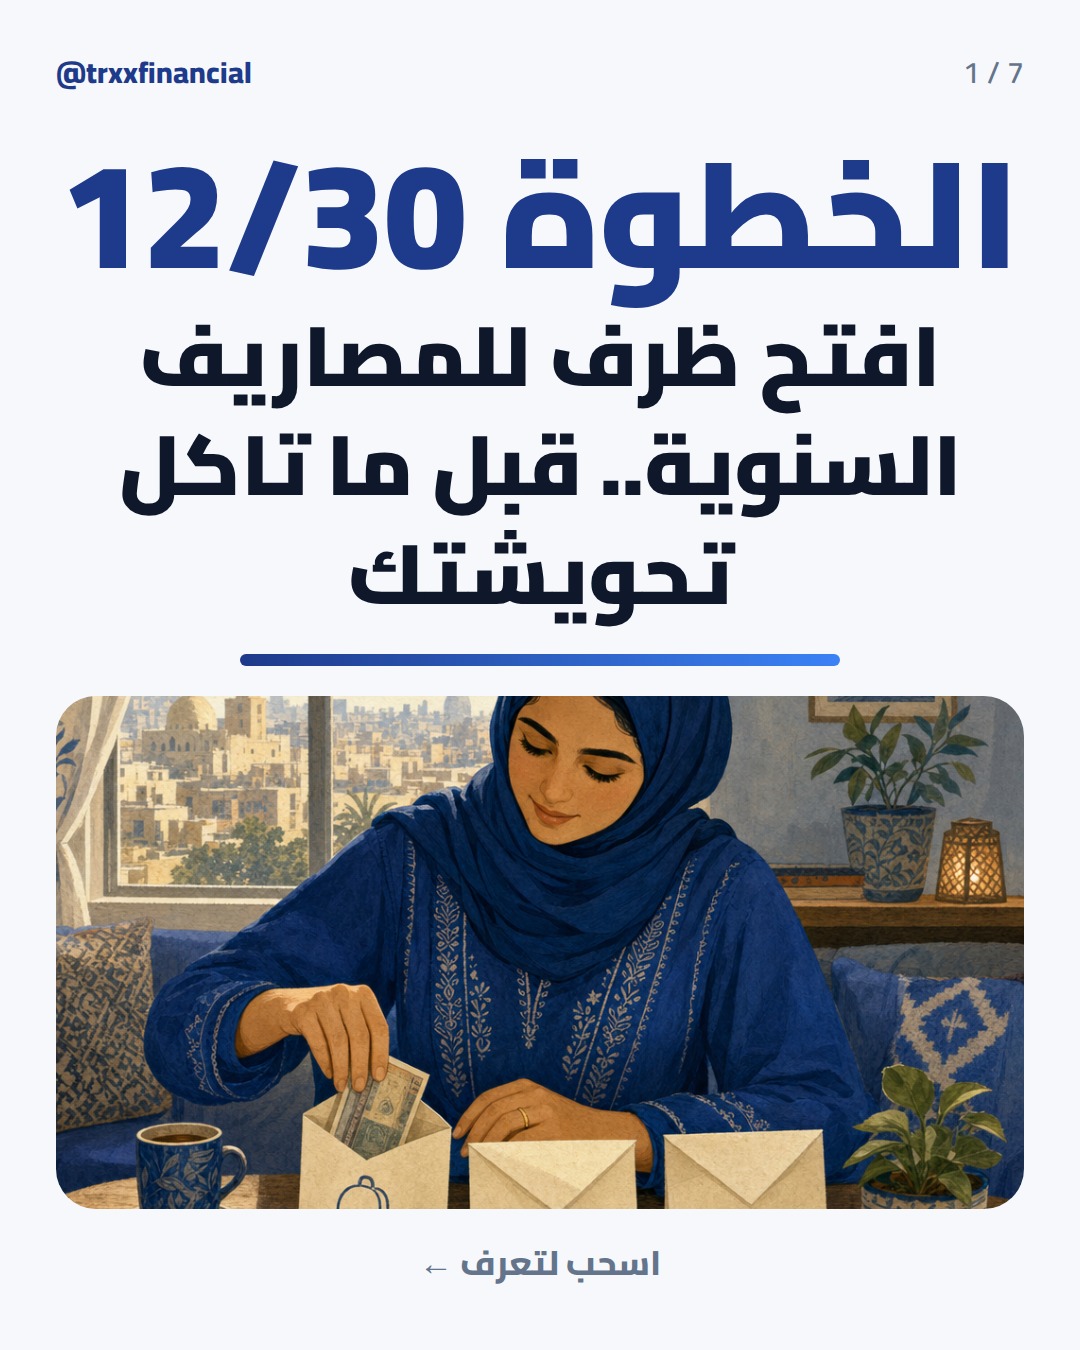 @trxxfinancial
1 / 7
الخطوة 12/30
افتح ظرف للمصاريف
السنوية.. قبل ما تاكل
تحويشتك
اسحب لتعرف ←